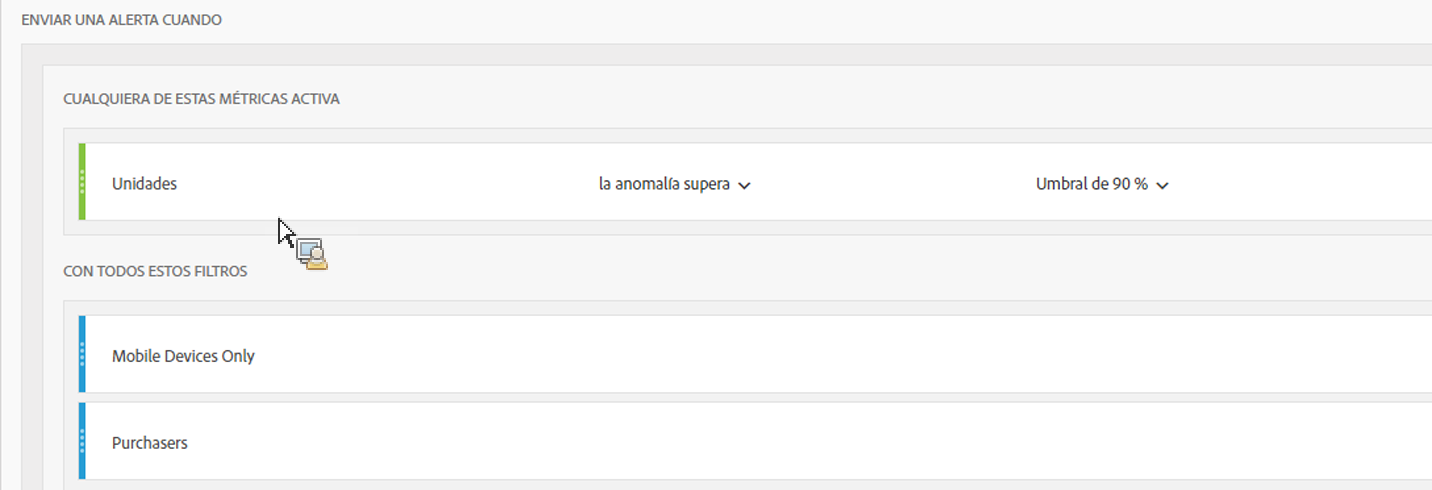 ENVIAR UNA ALERTA CUANDO
CUALQUIERA DE ESTAS MÉTRICAS ACTIVA
Unidades la anomalía supera Umbral de 90 %
CON TODOS ESTOS FILTROS
Mobile Devices Only
Purchasers